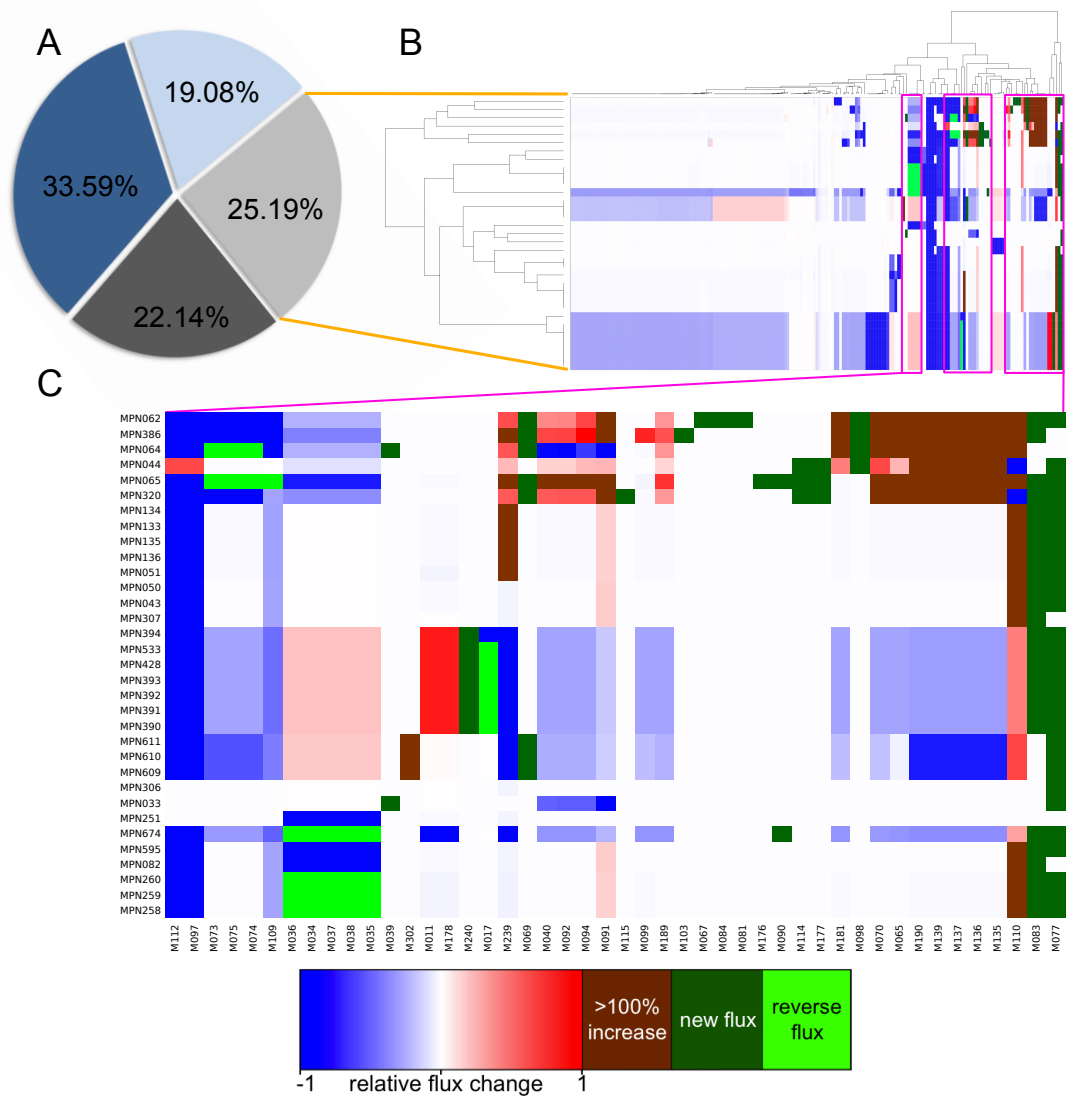 A
B
19.08%
33.59%
25.19%
22.14%
C
MPN062
MPN386
MPN064
MPN044
MPN065
MPN320
MPN134
MPN133
MPN135
MPN136
MPN051
MPN050
MPN043
MPN307
MPN394
MPN533
MPN428
MPN393
MPN392
MPN391
MPN390
MPN611
MPN610
MPN609
MPN306
MPN033
MPN251
MPN674
MPN595
MPN082
MPN260
MPN259
MPN258
M112
M097
M073
M075
M074
M109
M036
M034
M037
M038
M035
M039
M302
M011
M178
M240
M017
M239
M069
M040
M092
M094
M091
M115
M099
M189
M103
M067
M084
M081
M176
M090
M114
M177
M181
M098
M070
M065
M190
M139
M137
M136
M135
M110
M083
M077
>100%
increase
new flux
reverse
flux
-1
relative flux change
1